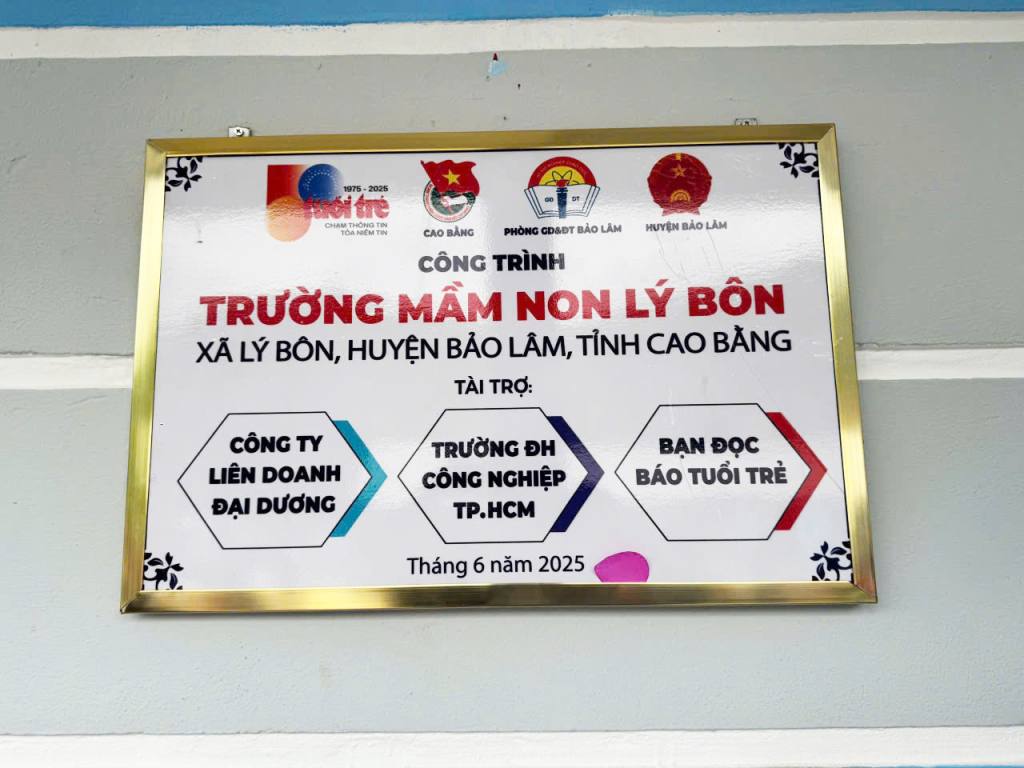 1975 - 2025
tuổi trẻ
CHẠM THÔNG TIN
TỎA NIỀM TIN
CAO BẰNG
GD ĐT
PHÒNG GD&ĐT BẢO LÂM
HUYỆN BẢO LÂM
CÔNG TRÌNH
TRƯỜNG MẦM NON LÝ BÔN
XÃ LÝ BÔN, HUYỆN BẢO LÂM, TỈNH CAO BẰNG
TÀI TRỢ:
CÔNG TY
LIÊN DOANH
ĐẠI DƯƠNG
TRƯỜNG ĐH
CÔNG NGHIỆP
TP.HCM
BẠN ĐỌC
BÁO TUỔI TRẺ
Tháng 6 năm 2025